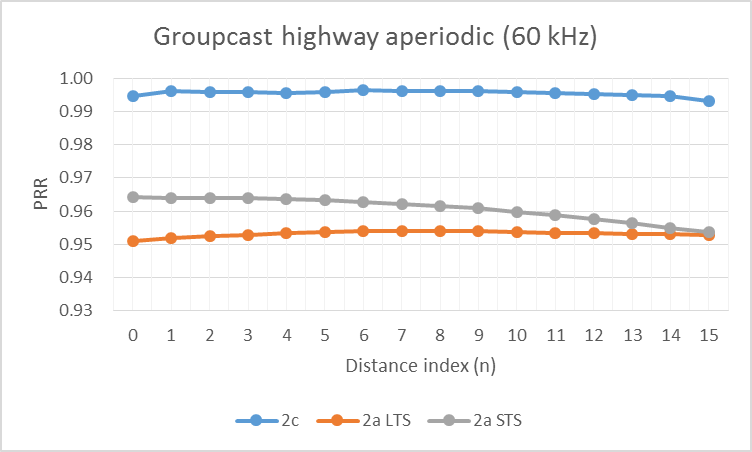 Groupcast highway aperiodic (60 kHz)
1.00
0.99
0.98
0.97
0.96
0.95
0.94
0.93
PRR
0 1 2 3 4 5 6 7 8 9 10 11 12 13 14 15
Distance index (n)
2c 2a LTS 2a STS